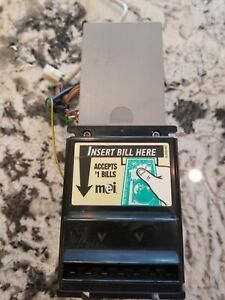 INSERT BILL HERE
ACCEPTS
$1 BILLS
mei